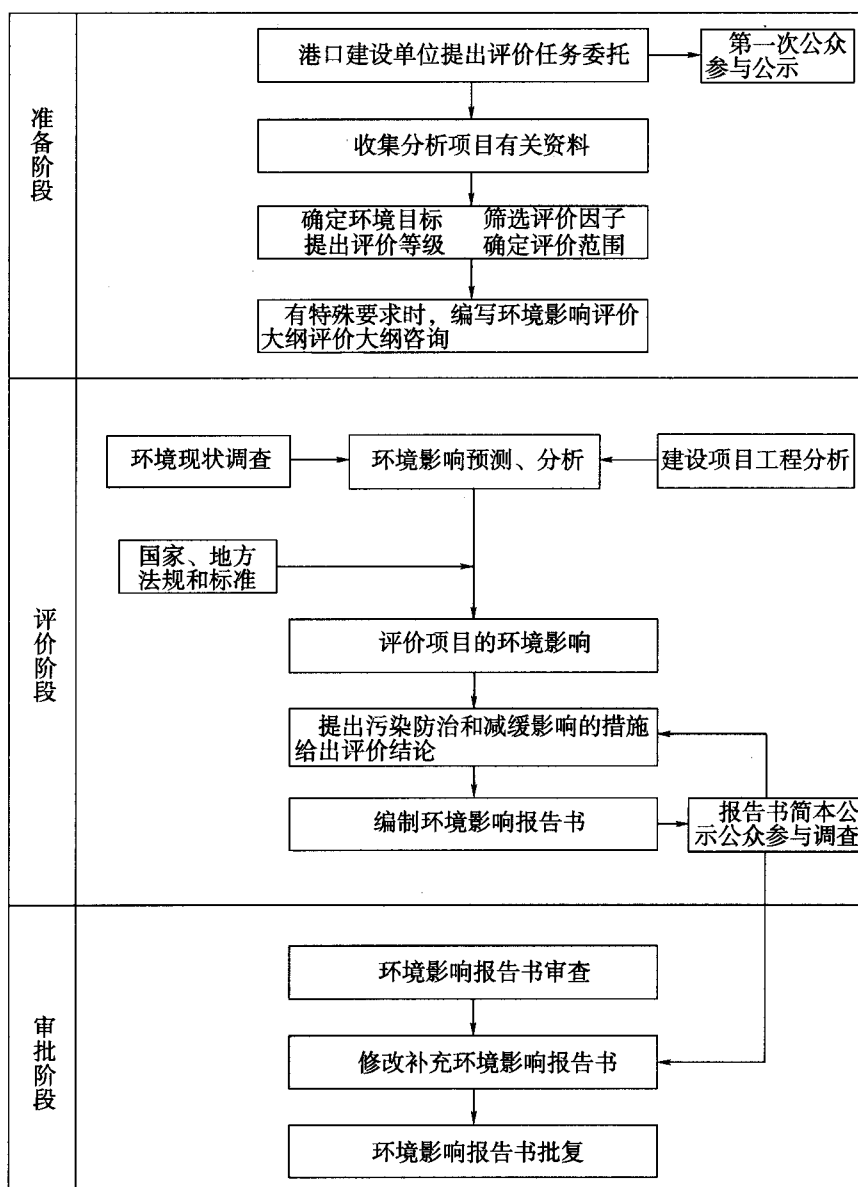 准备阶段
港口建设单位提出评价任务委托
第一次公众
参与公示
收集分析项目有关资料
确定环境目标 筛选评价因子
提出评价等级 确定评价范围
有特殊要求时，编写环境影响评价
大纲评价大纲咨询
评价阶段
环境现状调查
环境影响预测、分析
建设项目工程分析
国家、地方
法规和标准
评价项目的环境影响
提出污染防治和减缓影响的措施
给出评价结论
编制环境影响报告书
报告书简本公
示公众参与调查
审批阶段
环境影响报告书审查
修改补充环境影响报告书
环境影响报告书批复